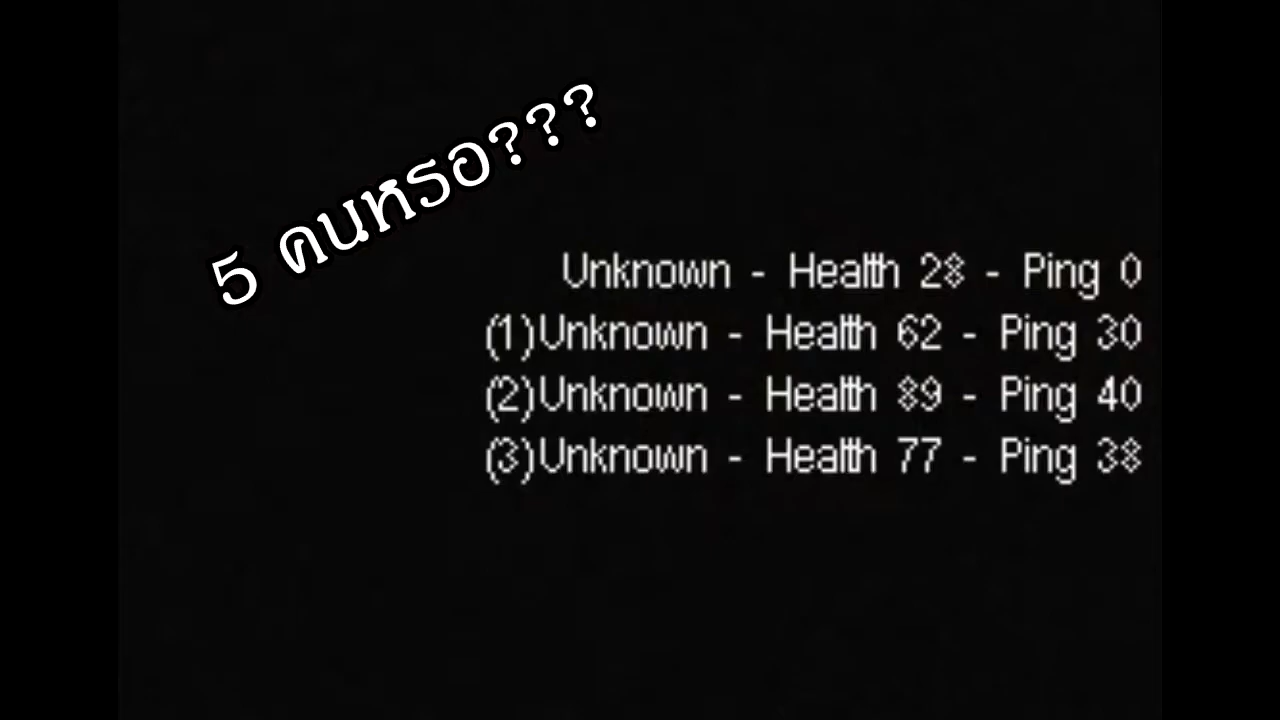 5 คนหรอ???
Unknown - Health 28 - Ping 0
(1)Unknown - Health 62 - Ping 30
(2)Unknown - Health 89 - Ping 40
(3)Unknown - Health 77 - Ping 38